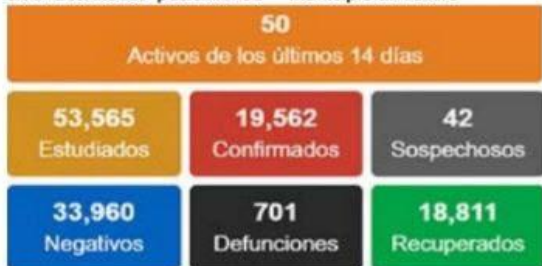 50
Activos de los últimos 14 días
53,565
Estudiados
19,562
Confirmados
42
Sospechosos
33,960
Negativos
701
Defunciones
18,811
Recuperados